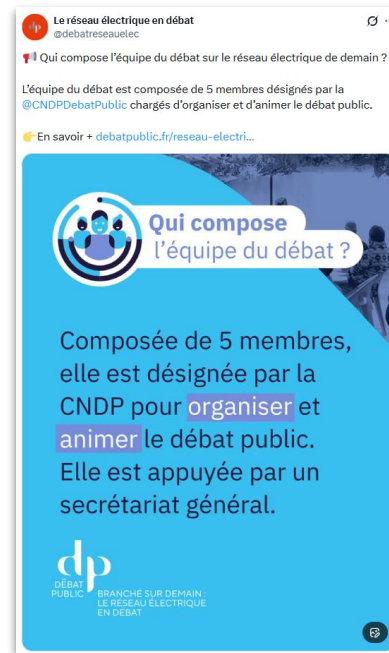 Le réseau électrique en débat
@debatreseauelec
📢 Qui compose l'équipe du débat sur le réseau électrique de demain ?
L'équipe du débat est composée de 5 membres désignés par la
@CNDPDebatPublic chargés d'organiser et d'animer le débat public.
👉En savoir + debatpublic.fr/reseau-electri...
Qui compose
l'équipe du débat ?
Composée de 5 membres,
elle est désignée par la
CNDP pour organiser et
animer le débat public.
Elle est appuyée par un
secrétariat général.
dp
DÉBAT
PUBLIC
BRANCHÉ SUR DEMAIN :
LE RÉSEAU ÉLECTRIQUE
EN DÉBAT